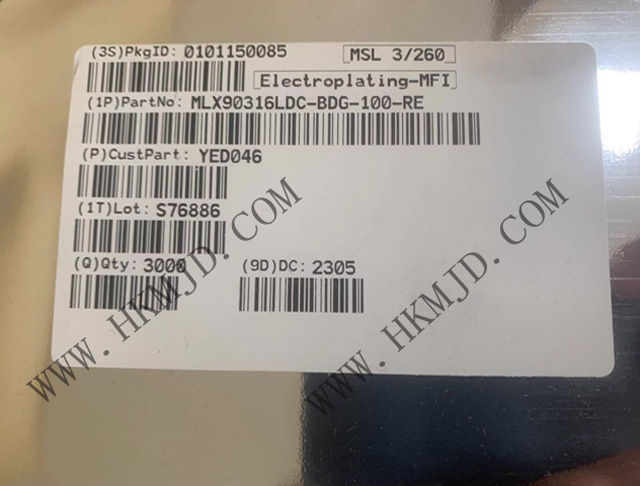 (3S)PkgID: 0101150085
MSL 3/260
Electroplating-MFI
(1P)PartNo: MLX90316LDC-BDG-100-RE
(P)CustPart: YED046
(1T)Lot: S76886
(Q)Qty: 3000
(9D)DC: 2305
WWW.HKMJD.COM
WWW.HKMJD.COM